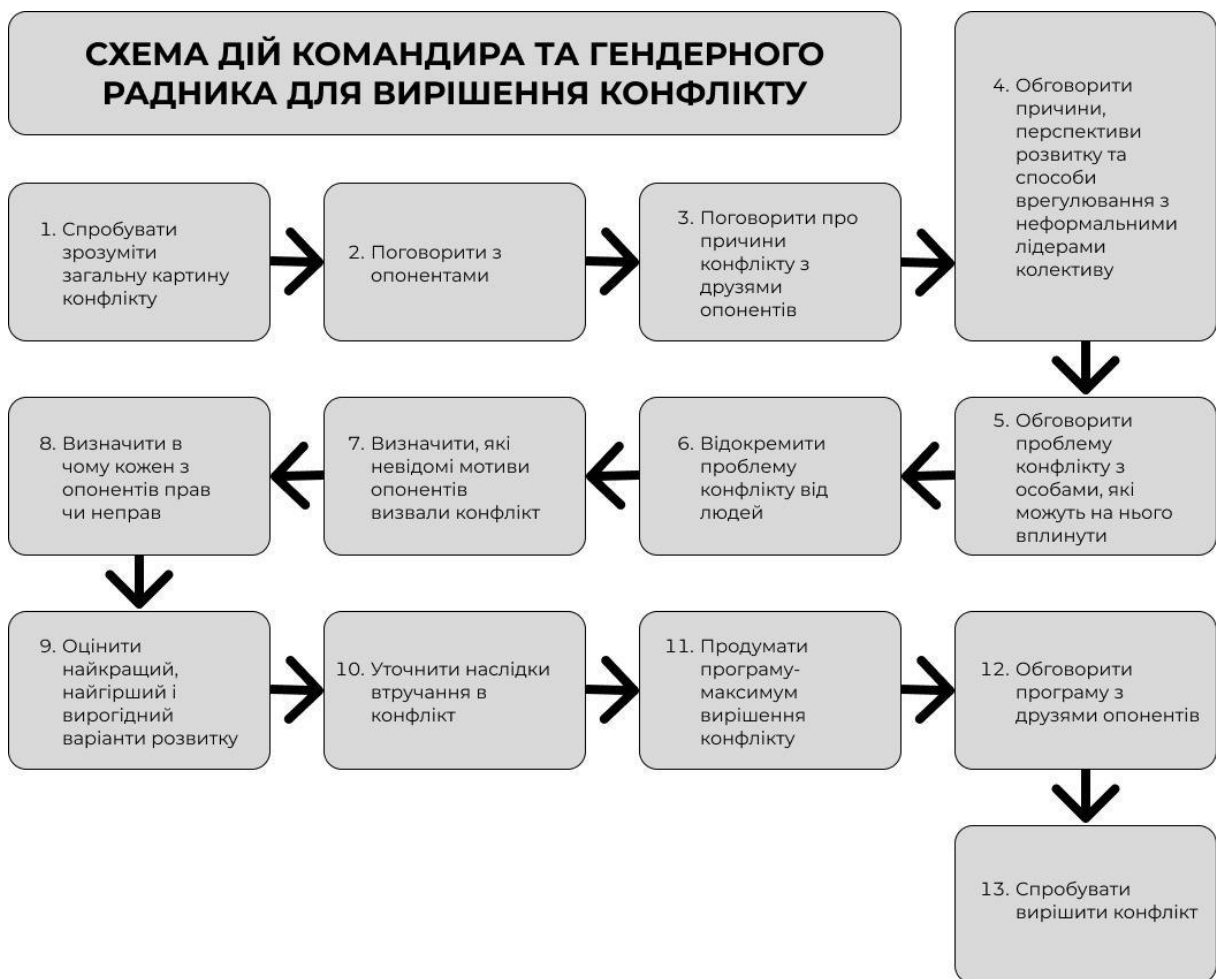 СХЕМА ДІЙ КОМАНДИРА ТА ГЕНДЕРНОГО
РАДНИКА ДЛЯ ВИРІШЕННЯ КОНФЛІКТУ
1. Спробувати
зрозуміти
загальну картину
конфлікту
2. Поговорити з
опонентами
3. Поговорити про
причини
конфлікту з
друзями
опонентів
4. Обговорити
причини,
перспективи
розвитку та
способи
врегулювання з
неформальними
лідерами
колективу
5. Обговорити
проблему
конфлікту з
особами, які
можуть на нього
вплинути
6. Відокремити
проблему
конфлікту від
людей
7. Визначити, які
невідомі мотиви
опонентів
визвали конфлікт
8. Визначити в
чому кожен з
опонентів прав
чи неправ
9. Оцінити
найкращий,
найгірший і
вирогідний
варіанти розвитку
10. Уточнити наслідки
втручання в
конфлікт
11. Продумати
програму-
максимум
вирішення
конфлікту
12. Обговорити
програму з
друзями опонентів
13. Спробувати
вирішити конфлікт